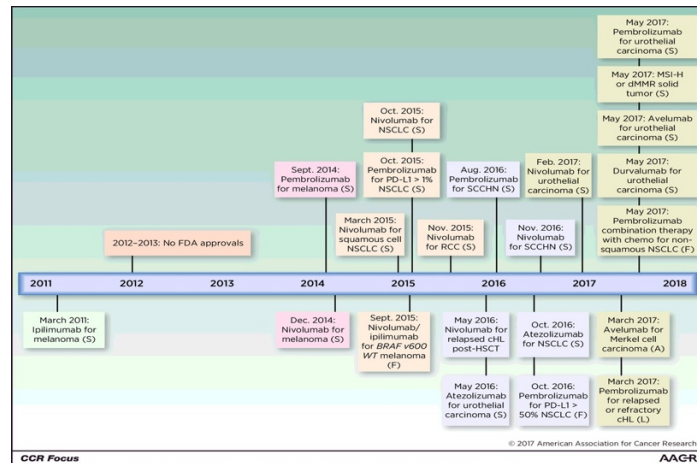 May 2017:
Pembrolizumab
for urothelial
carcinoma (S)
May 2017: MSI-H
or dMMR solid
tumor (S)
Oct. 2015:
Nivolumab for
NSCLC (S)
May 2017: Avelumab
for urothelial
carcinoma (S)
Sept. 2014:
Pembrolizumab
for melanoma (S)
Oct. 2015:
Pembrolizumab
for PD-L1 > 1%
NSCLC (S)
Aug. 2016:
Pembrolizumab
for SCCHN (S)
Feb. 2017:
Nivolumab for
urothelial
carcinoma (S)
May 2017:
Durvalumab for
urothelial
carcinoma (S)
2012–2013: No FDA approvals
March 2015:
Nivolumab for
squamous cell
NSCLC (S)
Nov. 2015:
Nivolumab
for RCC (S)
Nov. 2016:
Nivolumab
for SCCHN (S)
May 2017:
Pembrolizumab
combination therapy
with chemo for non-
squamous NSCLC (F)
2011 2012 2013 2014 2015 2016 2017 2018
March 2011:
Ipilimumab for
melanoma (S)
Dec. 2014:
Nivolumab for
melanoma (S)
Sept. 2015:
Nivolumab/
ipilimumab
for BRAF v600
WT melanoma
(F)
May 2016:
Nivolumab for
relapsed cHL
post-HSCT
Oct. 2016:
Atezolizumab
for NSCLC (S)
March 2017:
Avelumab for
Merkel cell
carcinoma (A)
May 2016:
Atezolizumab
for urothelial
carcinoma (S)
Oct. 2016:
Pembrolizumab
for PD-L1 >
50% NSCLC (F)
March 2017:
Pembrolizumab
for relapsed
or refractory
cHL (L)
© 2017 American Association for Cancer Research
CCR Focus
AACR